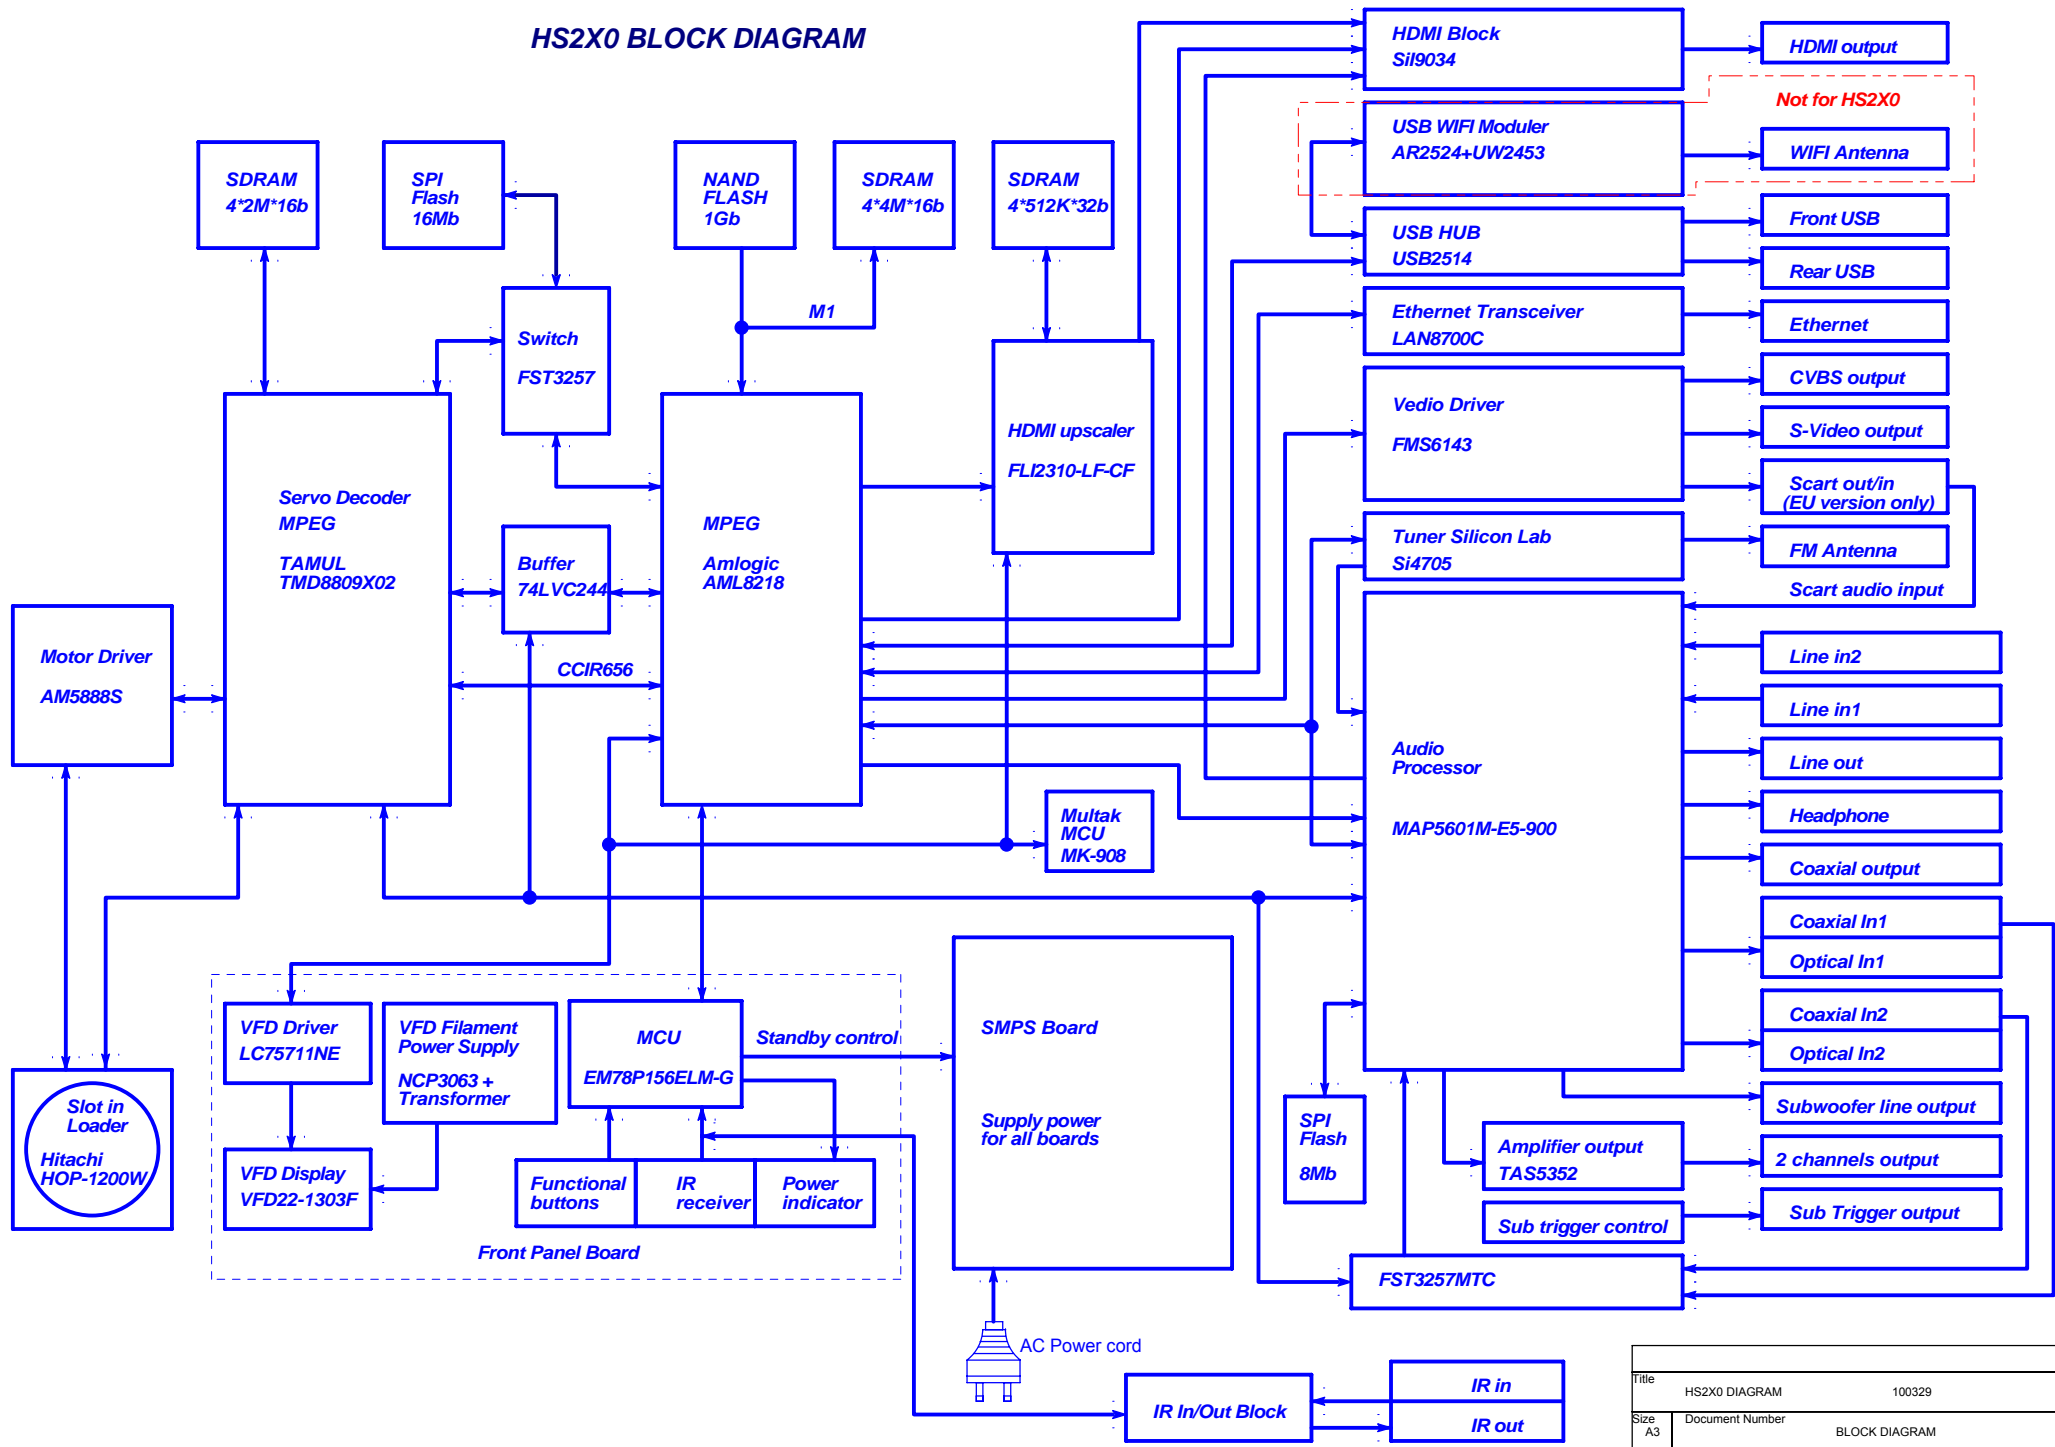 HS2X0 BLOCK DIAGRAM
HDMI Block
SiI9034
HDMI output
Not for HS2X0
USB WIFI Moduler
AR2524+UW2453
WIFI Antenna
SDRAM
4*2M*16b
SPI
Flash
16Mb
NAND
FLASH
1Gb
SDRAM
4*4M*16b
SDRAM
4*512K*32b
USB HUB
USB2514
Front USB
Rear USB
M1
Ethernet Transceiver
LAN8700C
Ethernet
Switch
FST3257
Vedio Driver
FMS6143
CVBS output
S-Video output
Scart out/in
(EU version only)
HDMI upscaler
FLI2310-LF-CF
Servo Decoder
MPEG
TAMUL
TMD8809X02
MPEG
Amlogic
AML8218
Buffer
74LVC244
Tuner Silicon Lab
Si4705
FM Antenna
Scart audio input
Motor Driver
AM5888S
CCIR656
Line in2
Line in1
Line out
Headphone
Coaxial output
Coaxial In1
Optical In1
Coaxial In2
Optical In2
Audio
Processor
MAP5601M-E5-900
Multak
MCU
MK-908
VFD Driver
LC75711NE
VFD Filament
Power Supply
NCP3063 +
Transformer
MCU
EM78P156ELM-G
Standby control
SMPS Board
Supply power
for all boards
Slot in
Loader
Hitachi
HOP-1200W
VFD Display
VFD22-1303F
Functional
buttons
IR
receiver
Power
indicator
Front Panel Board
SPI
Flash
8Mb
Subwoofer line output
Amplifier output
TAS5352
2 channels output
Sub trigger control
Sub Trigger output
FST3257MTC
AC Power cord
IR In/Out Block
IR in
IR out
Title
HS2X0 DIAGRAM 100329
Size
A3
Document Number
BLOCK DIAGRAM